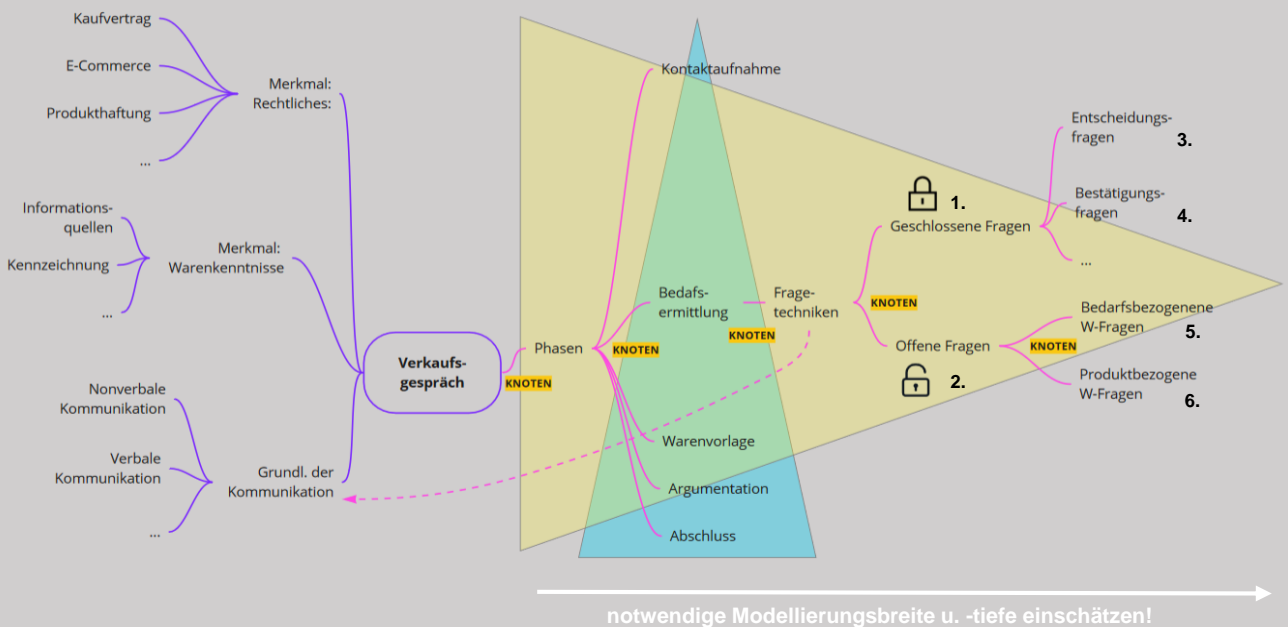 Kaufvertrag
E-Commerce
Produkthaftung
...
Merkmal:
Rechtliches:
Informations-
quellen
Kennzeichnung
...
Merkmal:
Warenkenntnisse
Nonverbale
Kommunikation
Verbale
Kommunikation
...
Grundl. der
Kommunikation
Verkaufs-
gespräch
KNOTEN
Phasen
KNOTEN
Kontaktaufnahme
Bedafs-
ermittlung
Warenvorlage
Argumentation
Abschluss
KNOTEN
Frage-
techniken
KNOTEN
1.
Geschlossene Fragen
Offene Fragen
2.
KNOTEN
Entscheidungs-
fragen 3.
Bestätigungs-
fragen 4.
...
Bedarfsbezogenene
W-Fragen 5.
Produktbezogene
W-Fragen 6.
notwendige Modellierungsbreite u. -tiefe einschätzen!